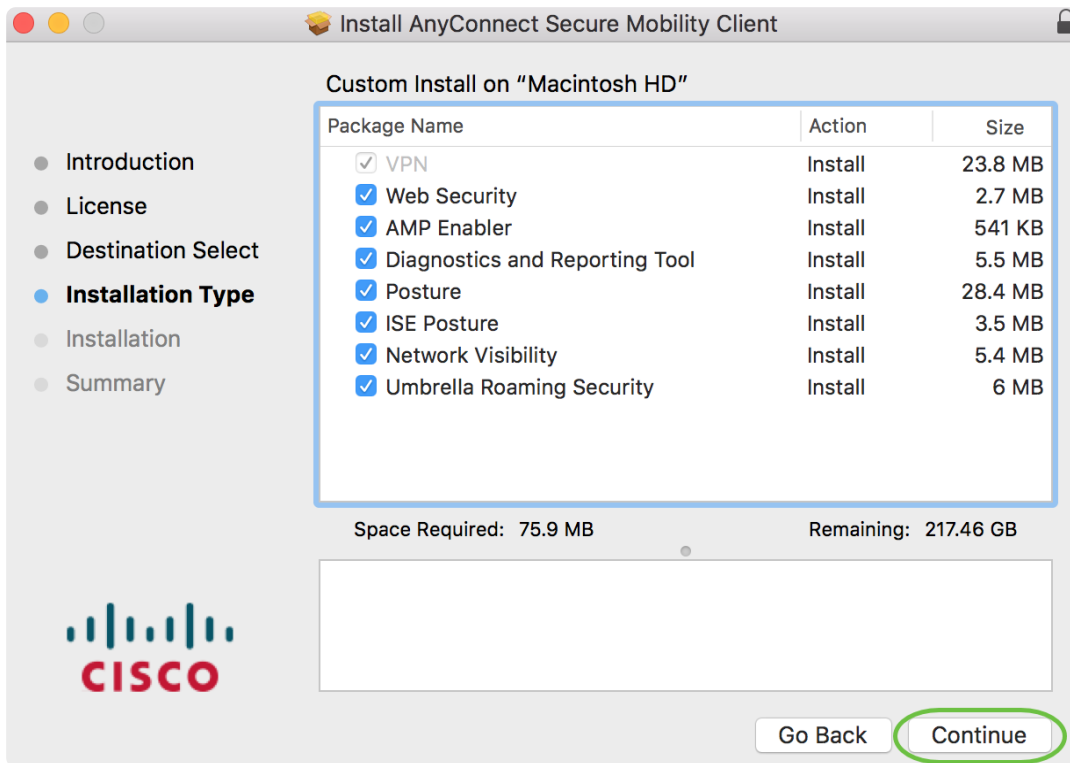 Install AnyConnect Secure Mobility Client
Custom Install on “Macintosh HD”
Package Name Action Size
VPN Install 23.8 MB
Web Security Install 2.7 MB
AMP Enabler Install 541 KB
Diagnostics and Reporting Tool Install 5.5 MB
Posture Install 28.4 MB
ISE Posture Install 3.5 MB
Network Visibility Install 5.4 MB
Umbrella Roaming Security Install 6 MB
Introduction
License
Destination Select
Installation Type
Installation
Summary
Space Required: 75.9 MB Remaining: 217.46 GB
CISCO
Go Back Continue